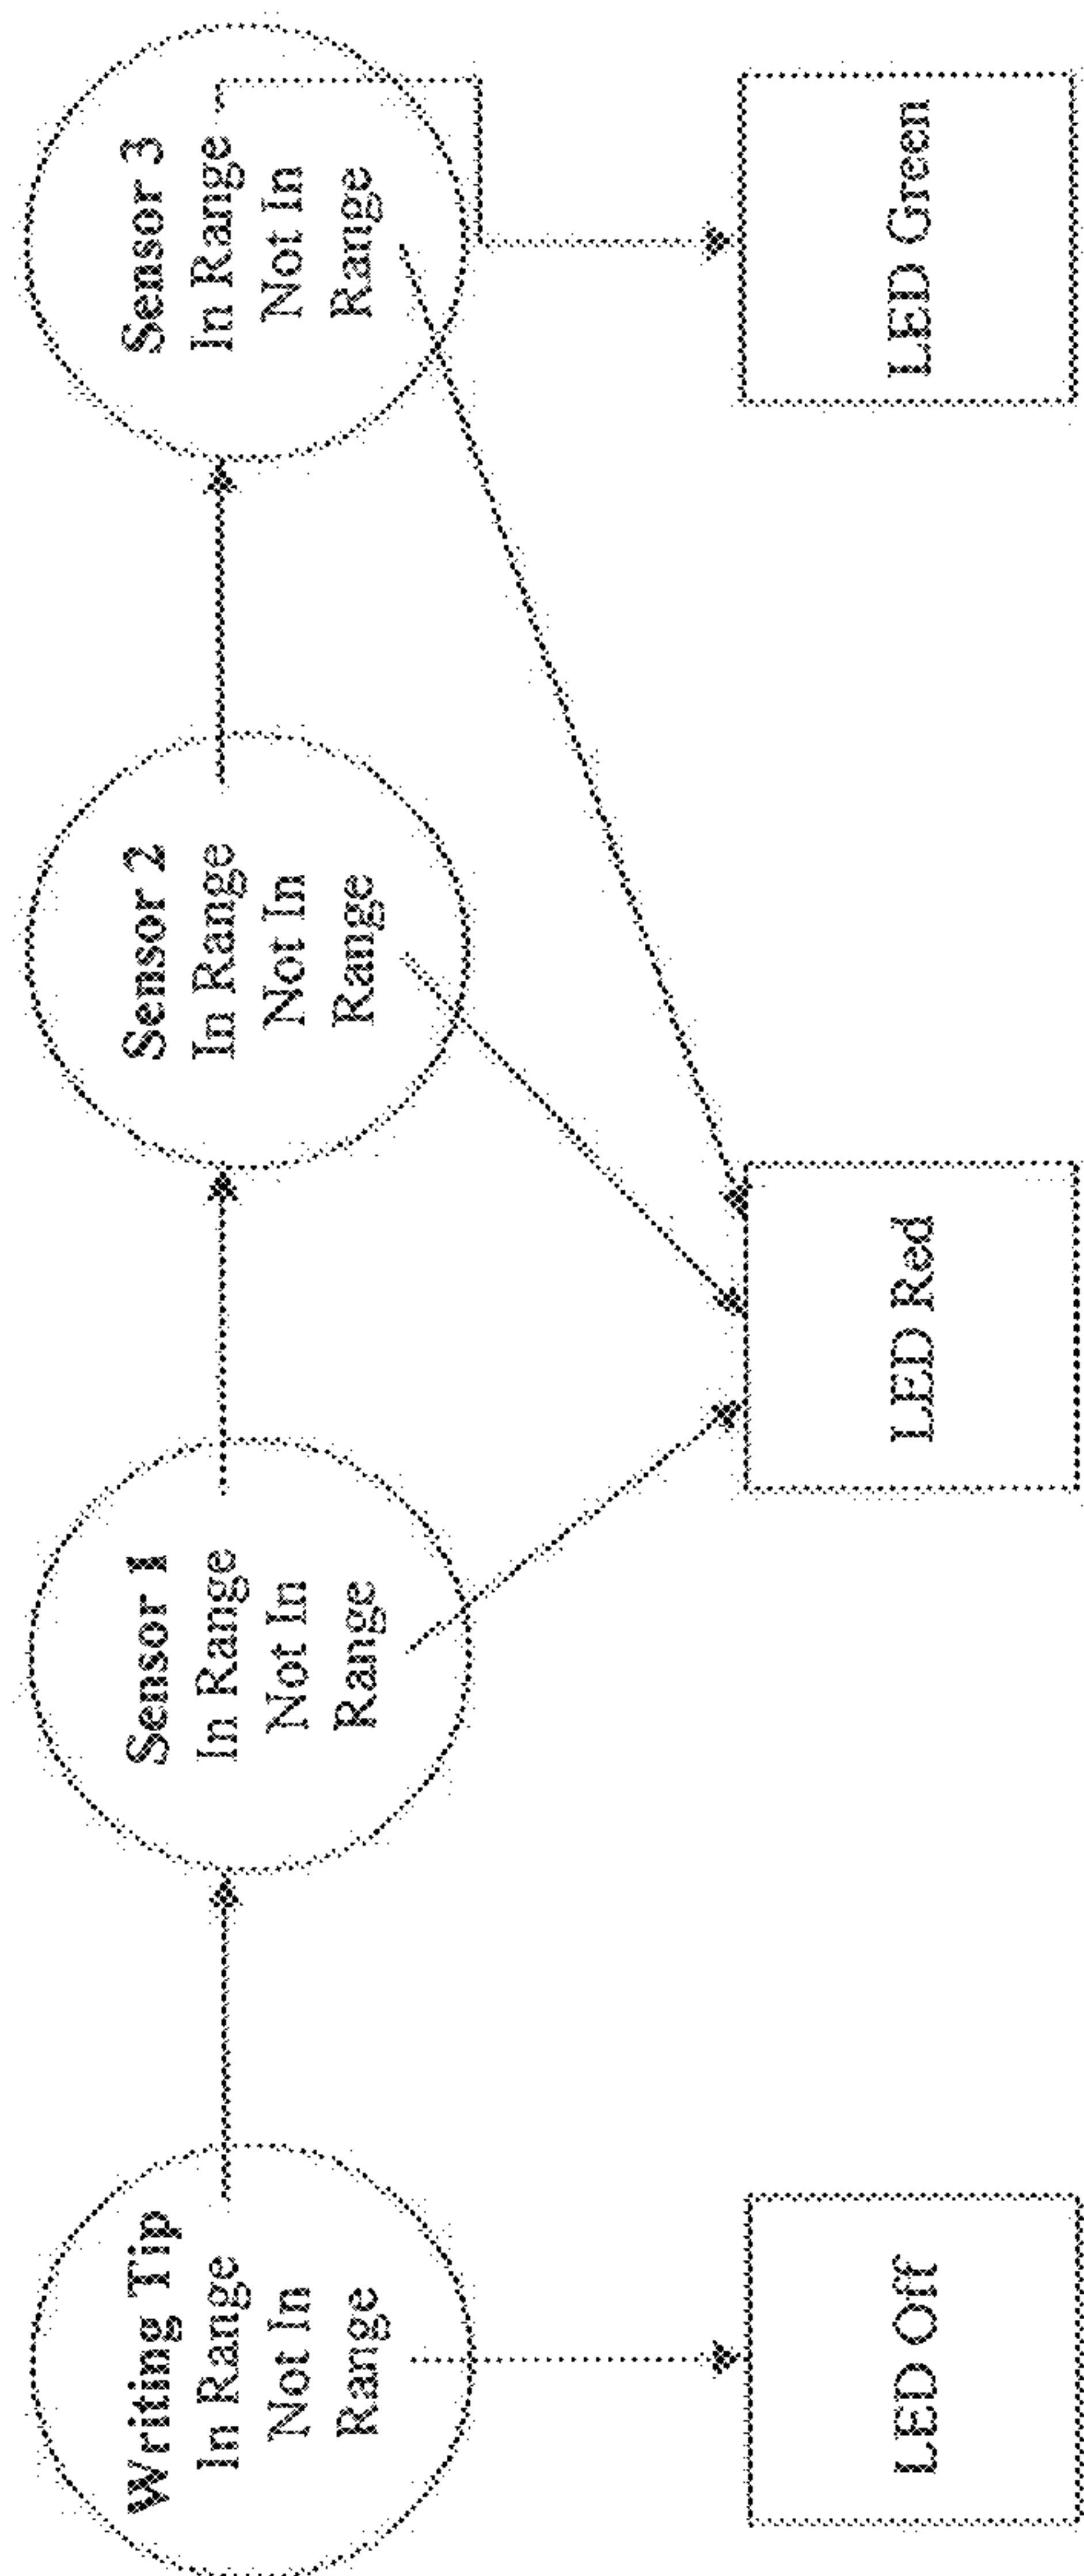 Writing Tip
In Range
Not In
Range
Sensor 1
In Range
Not In
Range
Sensor 2
In Range
Not In
Range
Sensor 3
In Range
Not In
Range
LED Off
LED Red
LED Green